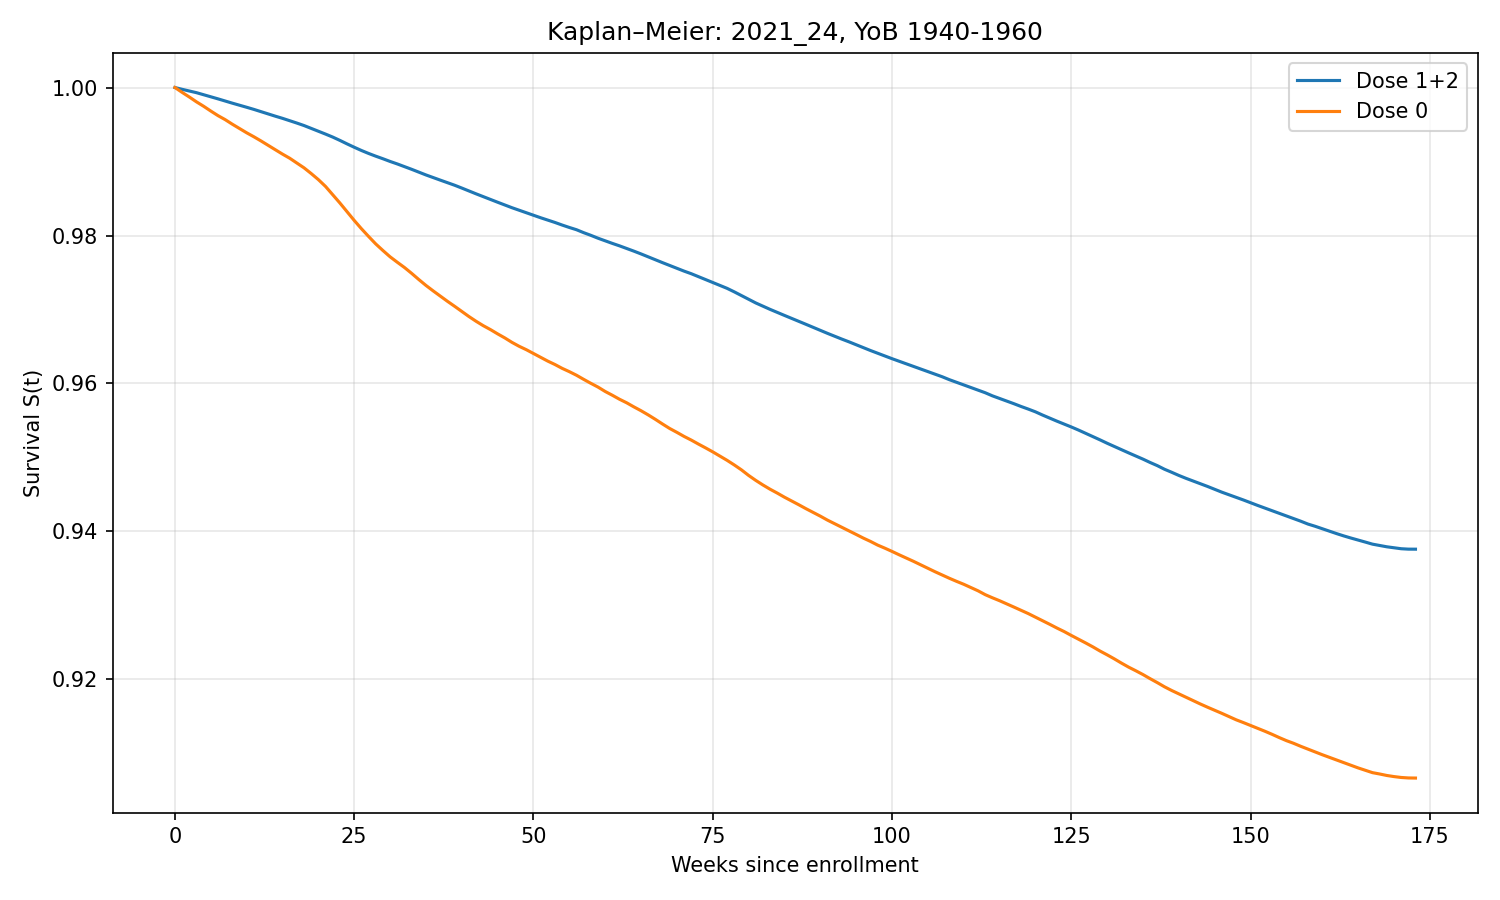 Kaplan–Meier: 2021_24, YoB 1940-1960
Dose 1+2
Dose 0
Survival S(t)
1.00
0.98
0.96
0.94
0.92
0 25 50 75 100 125 150 175
Weeks since enrollment